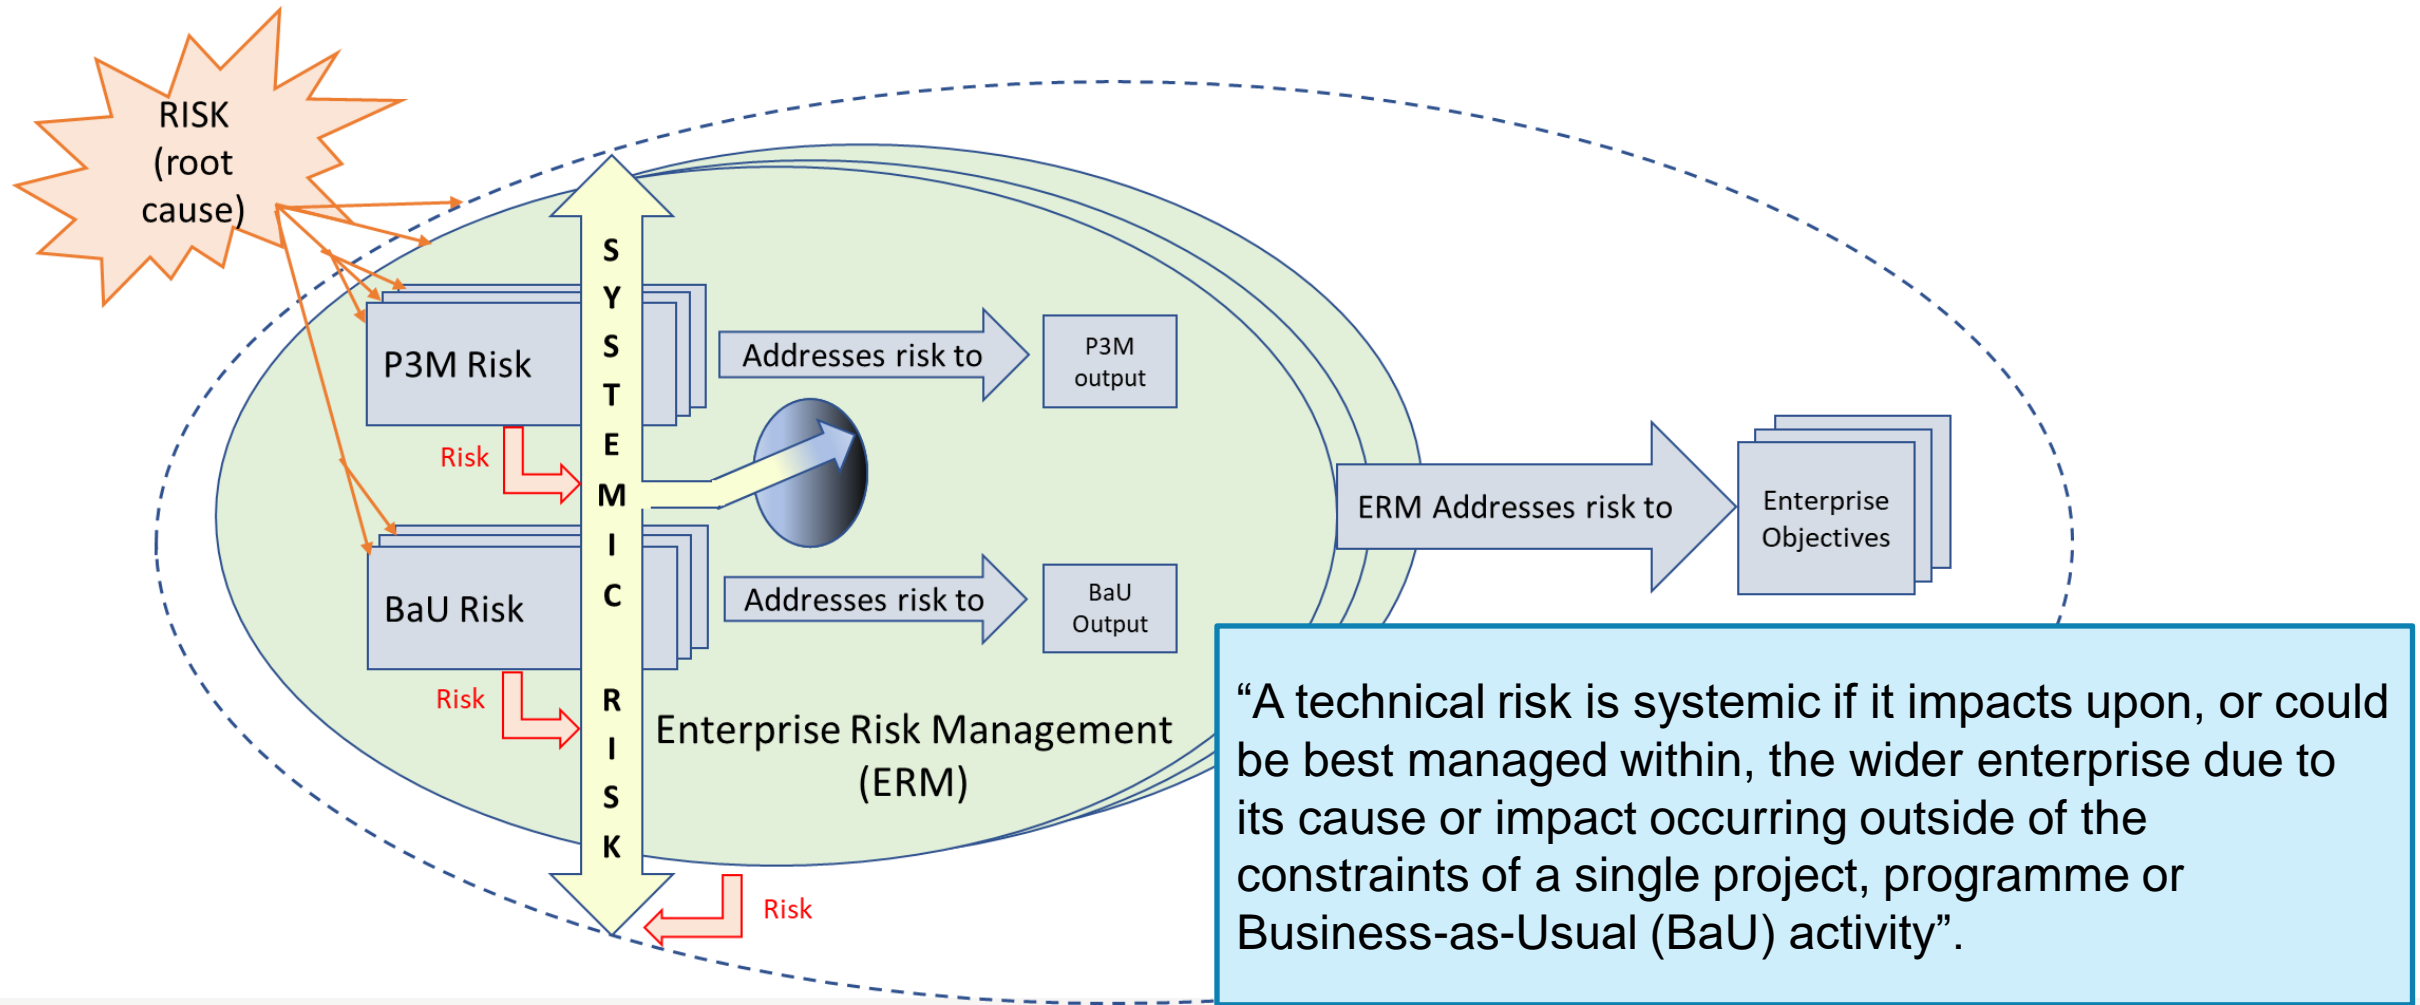 RISK
(root
cause)
SYSTEMIC RISK
P3M Risk
Addresses risk to
P3M
output
Risk
BaU Risk
Addresses risk to
BaU
Output
Risk
Enterprise Risk Management
(ERM)
Risk
ERM Addresses risk to
Enterprise
Objectives
“A technical risk is systemic if it impacts upon, or could
be best managed within, the wider enterprise due to
its cause or impact occurring outside of the
constraints of a single project, programme or
Business-as-Usual (BaU) activity”.